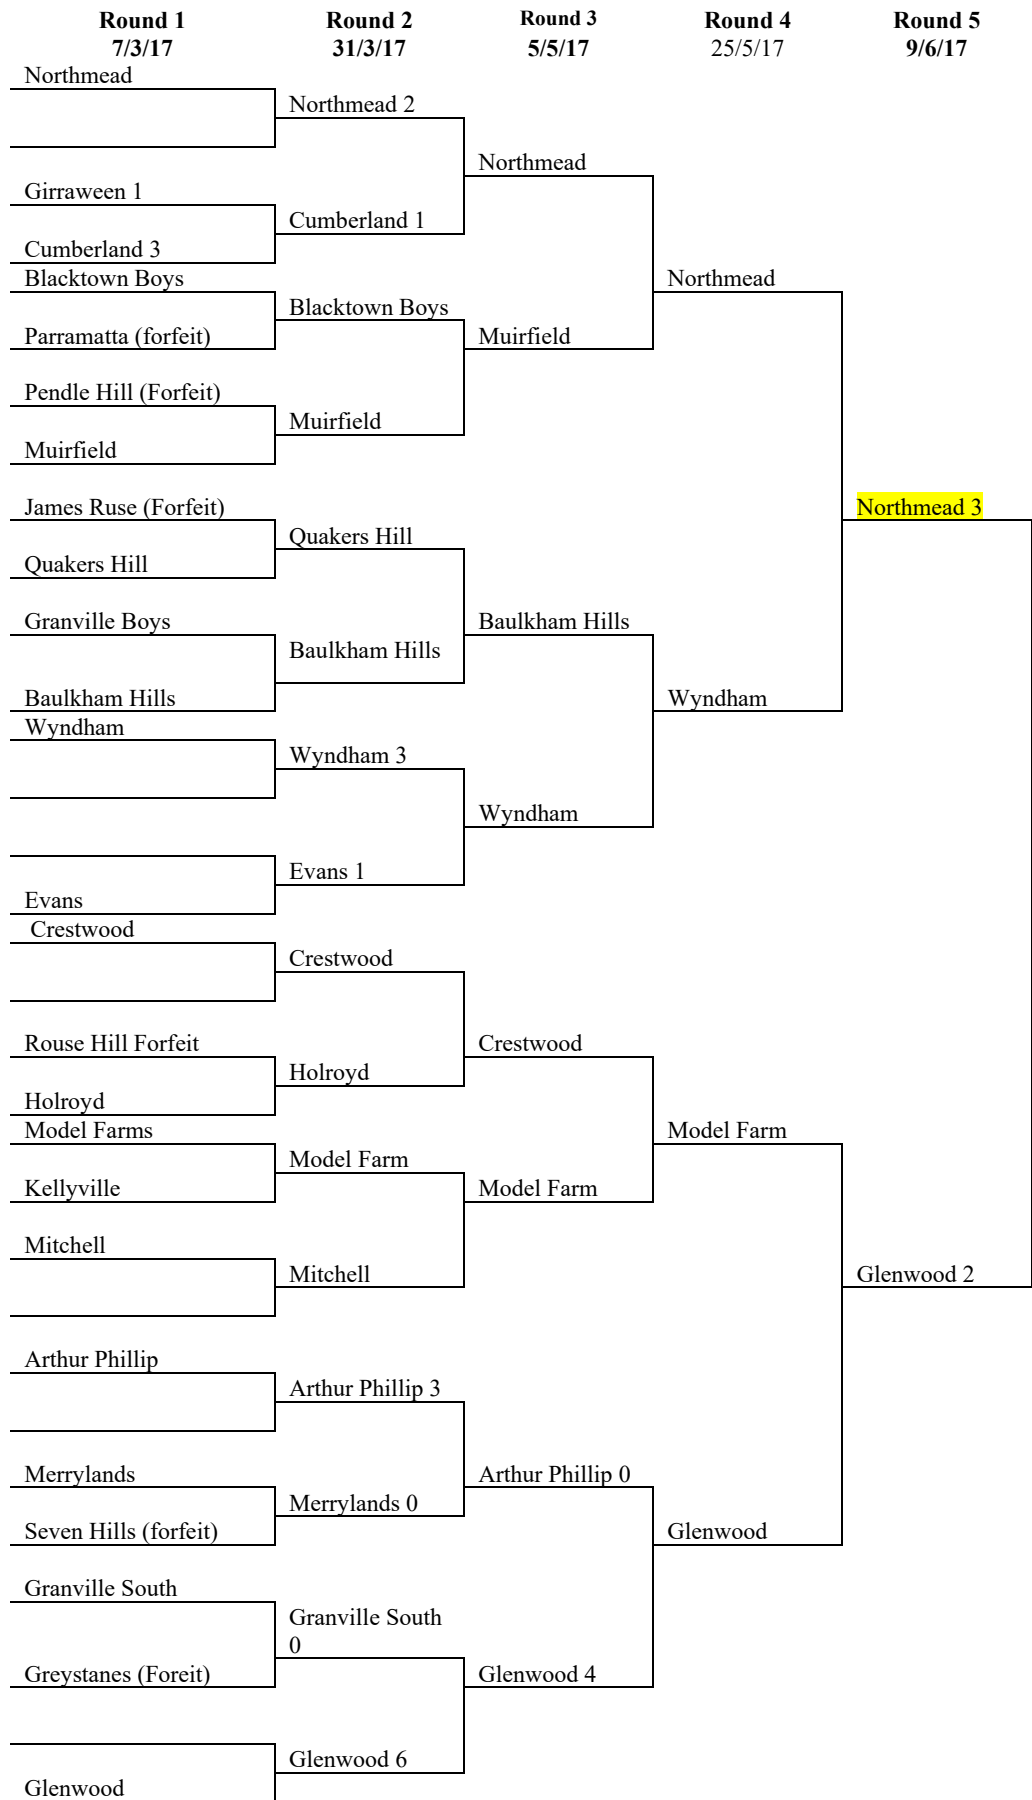 Round 1
7/3/17
Round 2
31/3/17
Round 3
5/5/17
Round 4
25/5/17
Round 5
9/6/17
Northmead
Northmead 2
Northmead
Girraween 1
Cumberland 1
Cumberland 3
Blacktown Boys
Northmead
Blacktown Boys
Parramatta (forfeit)
Muirfield
Pendle Hill (Forfeit)
Muirfield
Muirfield
James Ruse (Forfeit)
Northmead 3
Quakers Hill
Quakers Hill
Granville Boys
Baulkham Hills
Baulkham Hills
Baulkham Hills
Wyndham
Wyndham
Wyndham 3
Wyndham
Evans 1
Evans
Crestwood
Crestwood
Rouse Hill Forfeit
Crestwood
Holroyd
Holroyd
Model Farms
Model Farm
Model Farm
Kellyville
Model Farm
Mitchell
Mitchell
Glenwood 2
Arthur Phillip
Arthur Phillip 3
Merrylands
Arthur Phillip 0
Merrylands 0
Seven Hills (forfeit)
Glenwood
Granville South
Granville South
0
Greystanes (Foreit)
Glenwood 4
Glenwood 6
Glenwood